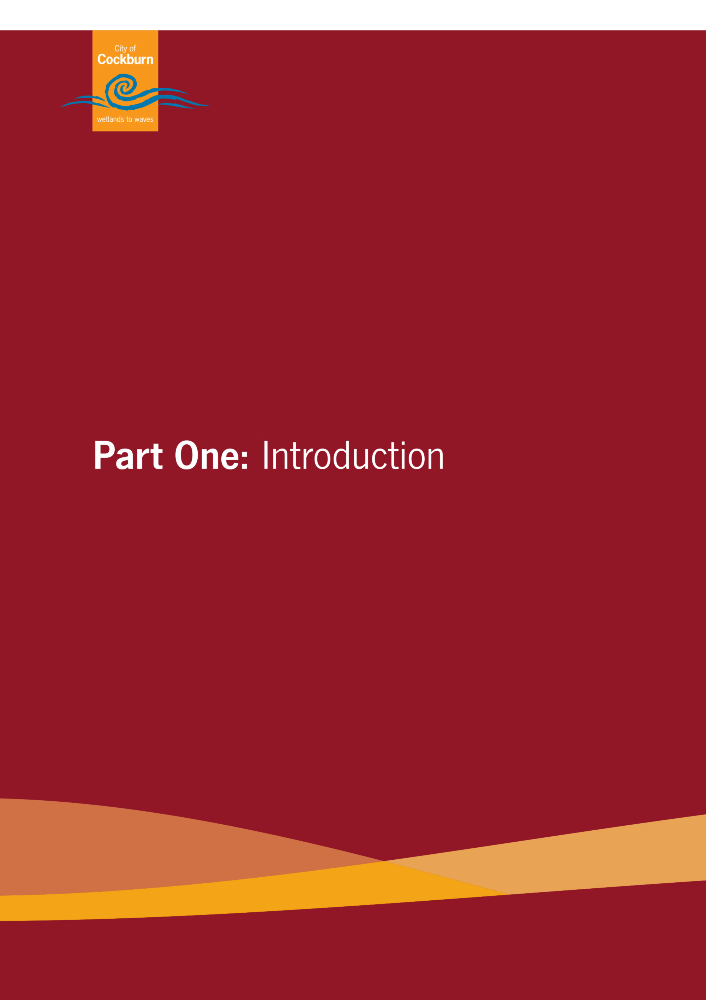 City of
Cockburn
wetlands to waves
Part One: Introduction